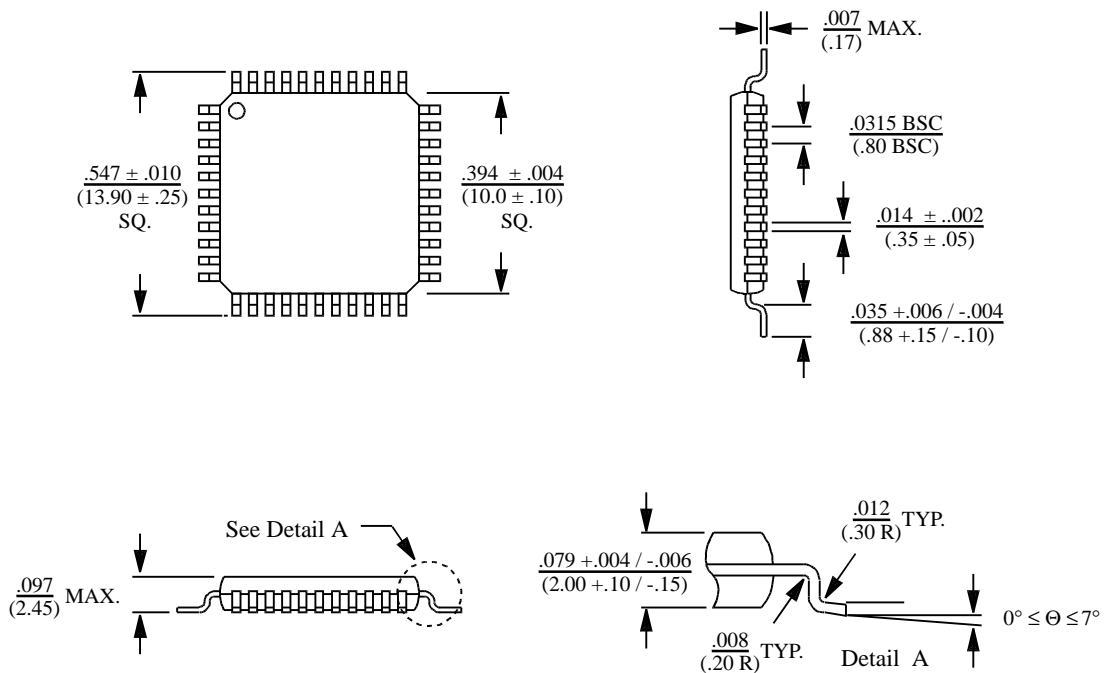 .007
(.17)
MAX.
.547 ± .010
(13.90 ± .25)
SQ.
.394 ± .004
(10.0 ± .10)
SQ.
.0315 BSC
(.80 BSC)
.014 ± ..002
(.35 ± .05)
.035 +.006 / -.004
(.88 +.15 / -.10)
See Detail A
.097
(2.45)
MAX.
.079 +.004 / -.006
(2.00 +.10 / -.15)
.012
(.30 R)
TYP.
.008
(.20 R)
TYP.
0° ≤ Θ ≤ 7°
Detail A